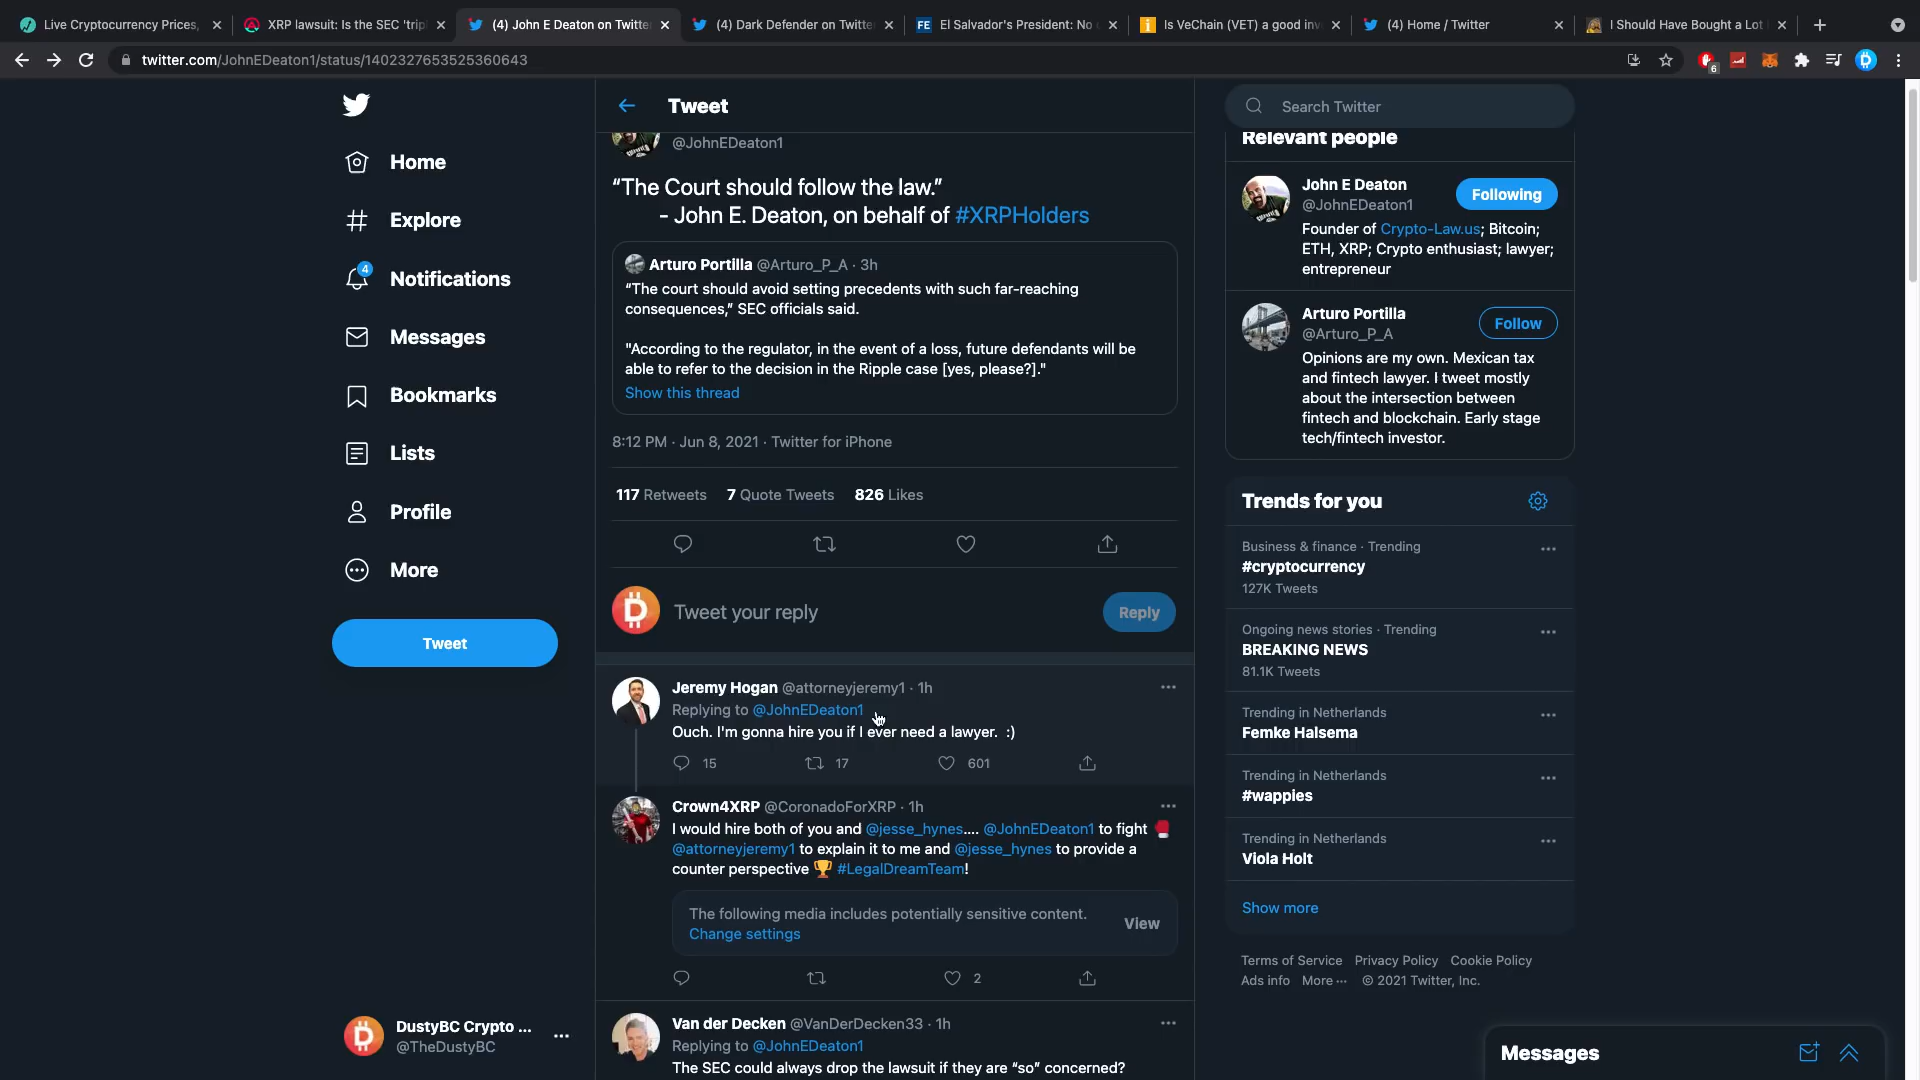 Live Cryptocurrency Prices,
XRP lawsuit: Is the SEC 'trip
(4) John E Deaton on Twitte
(4) Dark Defender on Twitte
El Salvador's President: No
Is VeChain (VET) a good inv
(4) Home / Twitter
I Should Have Bought a Lot
twitter.com/JohnEDeaton1/status/1402327653525360643
6
Home
Explore
4
Notifications
Messages
Bookmarks
Lists
Profile
More
Tweet
DustyBC Crypto ...
@TheDustyBC
Tweet
@JohnEDeaton1
“The Court should follow the law.”
- John E. Deaton, on behalf of #XRPHolders
Arturo Portilla @Arturo_P_A · 3h
“The court should avoid setting precedents with such far-reaching
consequences,” SEC officials said.
"According to the regulator, in the event of a loss, future defendants will be
able to refer to the decision in the Ripple case [yes, please?]."
Show this thread
8:12 PM · Jun 8, 2021 · Twitter for iPhone
117 Retweets 7 Quote Tweets 826 Likes
Tweet your reply
Reply
Jeremy Hogan @attorneyjeremy1 · 1h
Replying to @JohnEDeaton1
Ouch. I'm gonna hire you if I ever need a lawyer. :)
15 17 601
Crown4XRP @CoronadoForXRP · 1h
I would hire both of you and @jesse_hynes.... @JohnEDeaton1 to fight 🥊
@attorneyjeremy1 to explain it to me and @jesse_hynes to provide a
counter perspective 🏆 #LegalDreamTeam!
The following media includes potentially sensitive content.
Change settings
View
2
Van der Decken @VanDerDecken33 · 1h
Replying to @JohnEDeaton1
The SEC could always drop the lawsuit if they are “so” concerned?
Search Twitter
Relevant people
John E Deaton
@JohnEDeaton1
Following
Founder of Crypto-Law.us; Bitcoin;
ETH, XRP; Crypto enthusiast; lawyer;
entrepreneur
Arturo Portilla
@Arturo_P_A
Follow
Opinions are my own. Mexican tax
and fintech lawyer. I tweet mostly
about the intersection between
fintech and blockchain. Early stage
tech/fintech investor.
Trends for you
Business & finance · Trending
#cryptocurrency
127K Tweets
Ongoing news stories · Trending
BREAKING NEWS
81.1K Tweets
Trending in Netherlands
Femke Halsema
Trending in Netherlands
#wappies
Trending in Netherlands
Viola Holt
Show more
Terms of Service Privacy Policy Cookie Policy
Ads info More ··· © 2021 Twitter, Inc.
Messages